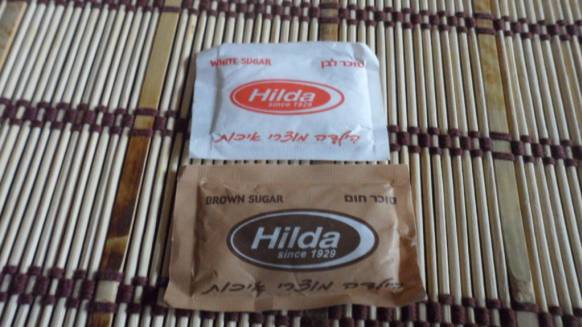 WHITE SUGAR סוכר לבן
Hilda
since 1929
הילדה מוצרי איכות
BROWN SUGAR סוכר חום
Hilda
since 1929
הילדה מוצרי איכות